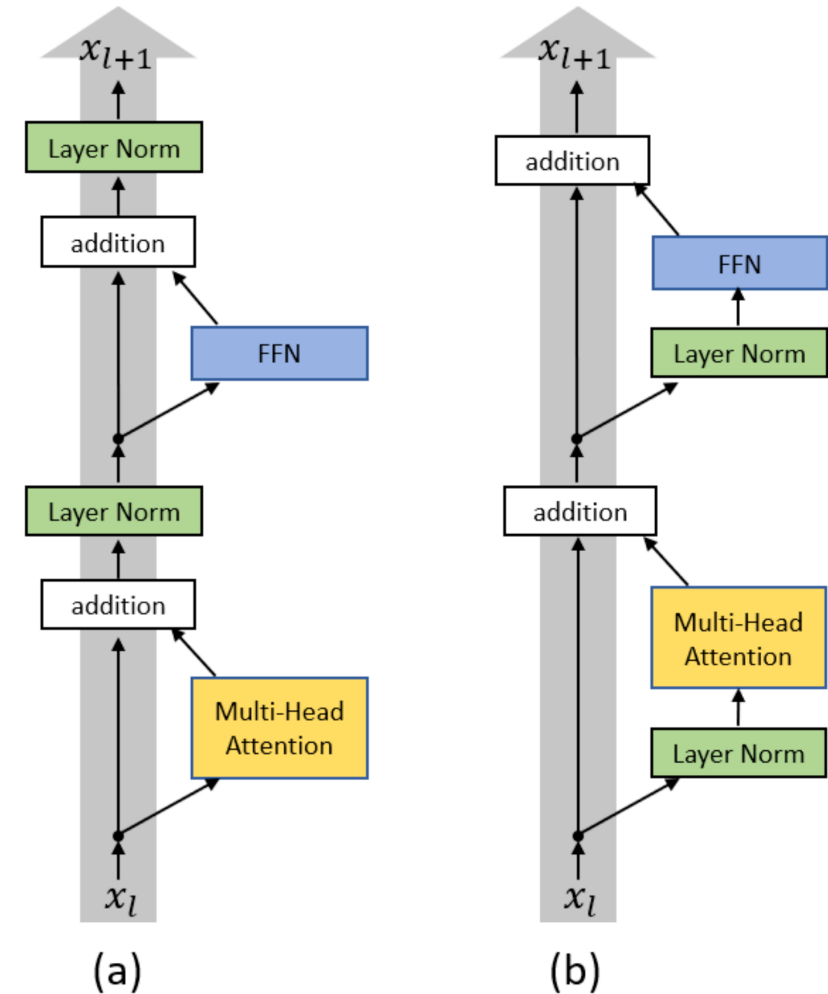 x_{l+1}
Layer Norm
addition
FFN
Layer Norm
addition
Multi-Head
Attention
x_l
(a)
x_{l+1}
addition
FFN
Layer Norm
addition
Multi-Head
Attention
Layer Norm
x_l
(b)